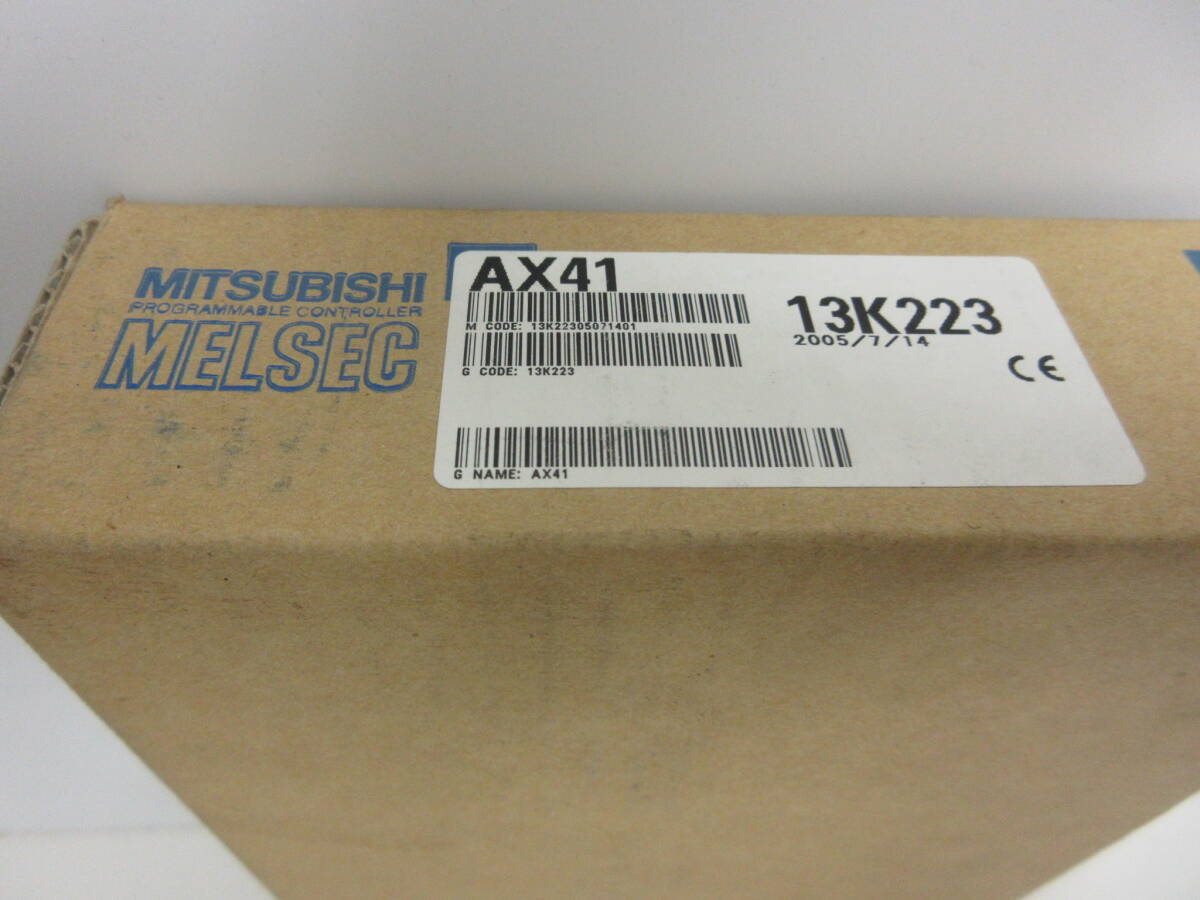 MITSUBISHI
PROGRAMMABLE CONTROLLER
MELSEC
AX41
M CODE: 13K22305071401
G CODE: 13K223
G NAME: AX41
13K223
2005/7/14
CE